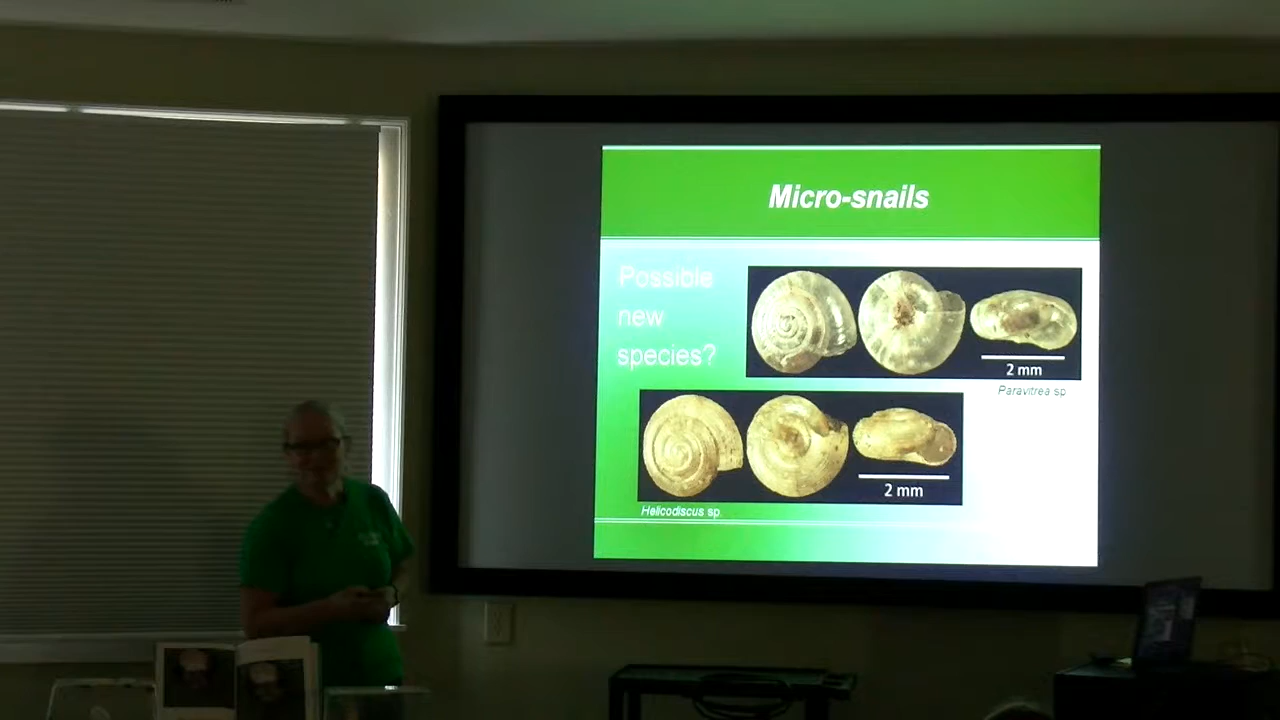 Micro-snails
Possible
new
species?
2 mm
Paravitrea sp
2 mm
Helicodiscus sp.